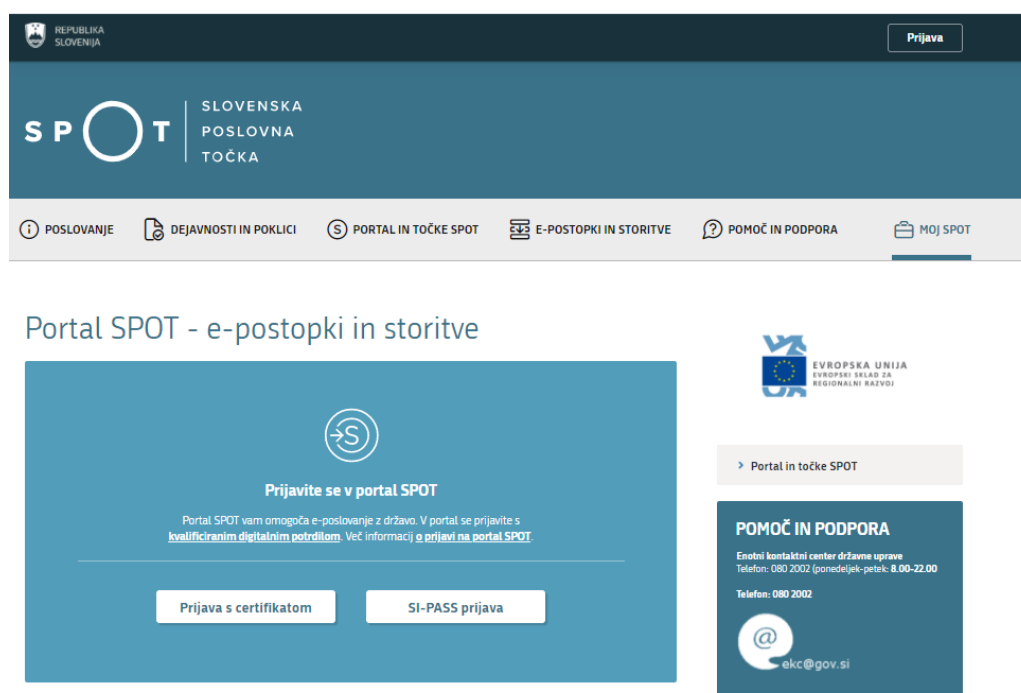 REPUBLIKA
SLOVENIJA
Prijava
SPOT
SLOVENSKA
POSLOVNA
TOČKA
POSLOVANJE
DEJAVNOSTI IN POKLICI
PORTAL IN TOČKE SPOT
E-POSTOPKI IN STORITVE
POMOČ IN PODPORA
MOJ SPOT
Portal SPOT - e-postopki in storitve
EVROPSKA UNIJA
EVROPSKI SKLAD ZA
REGIONALNI RAZVOJ
S
Prijavite se v portal SPOT
Portal SPOT vam omogoča e-poslovanje z državo. V portal se prijavite s
kvalificiranim digitalnim potrdilom. Več informacij o prijavi na portal SPOT.
Prijava s certifikatom
SI-PASS prijava
Portal in točke SPOT
POMOČ IN PODPORA
Enotni kontaktni center državne uprave
Telefon: 080 2002 (ponedeljek-petek: 8.00-22.00
Telefon: 080 2002
@
ekc@gov.si